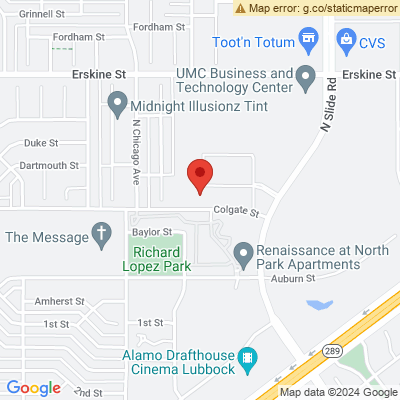 Grinnell St
Map error: g.co/staticmaperror
Fordham St
Fordham St
Toot'n Totum
CVS
Erskine St
UMC Business and
Technology Center
Erskine St
Midnight Illusionz Tint
N Slide Rd
N Chicago Ave
Duke St
Dartmouth St
Colgate St
The Message
Baylor St
Richard
Lopez Park
Renaissance at North
Park Apartments
Auburn St
Amherst St
1st St
1st St
289
Alamo Drafthouse
Cinema Lubbock
2nd St
Google
Map data ©2024 Google